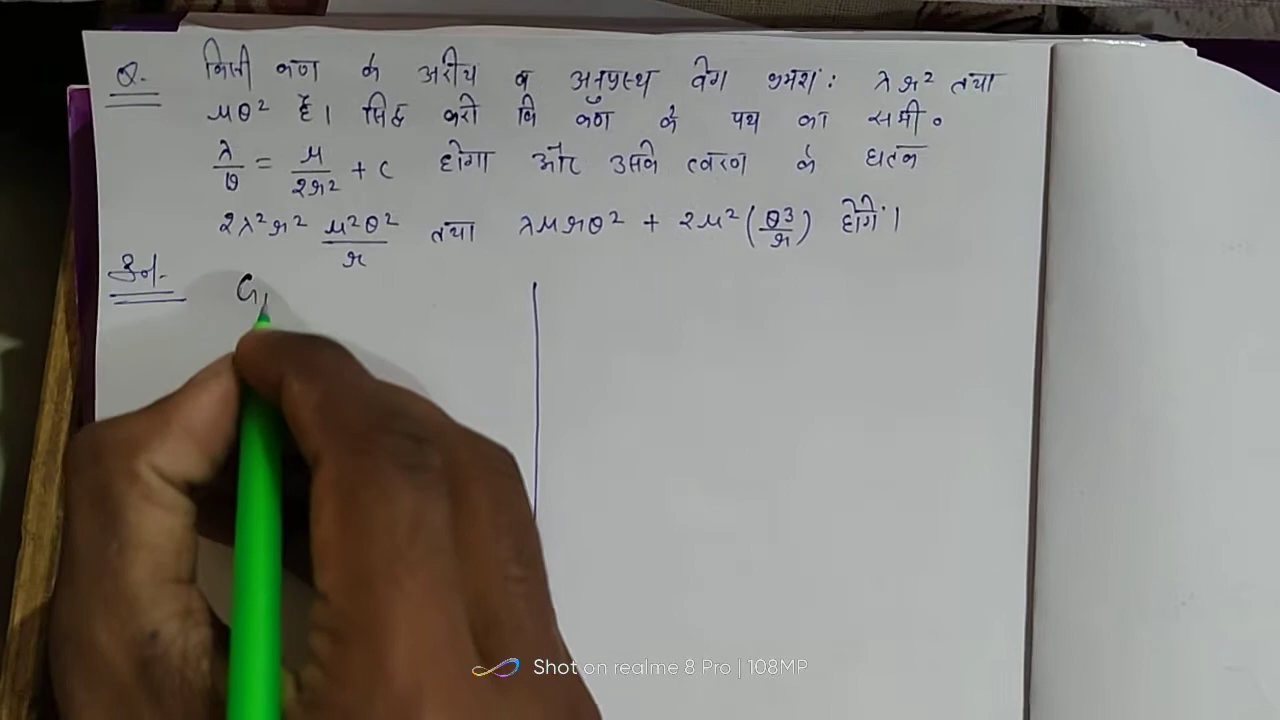 Q. किसी कण के अरीय व अनुप्रस्थ वेग क्रमशः: λr² तथा
μθ² हैं। सिद्ध करो कि कण के पथ का समी०
λ/θ = μ/2r² + c होगा और उसके त्वरण के घटक
2λ²r² μ²θ²/r तथा λμrθ² + 2μ²(θ³/r) होगें।
उत्त.
G
Shot on realme 8 Pro | 108MP